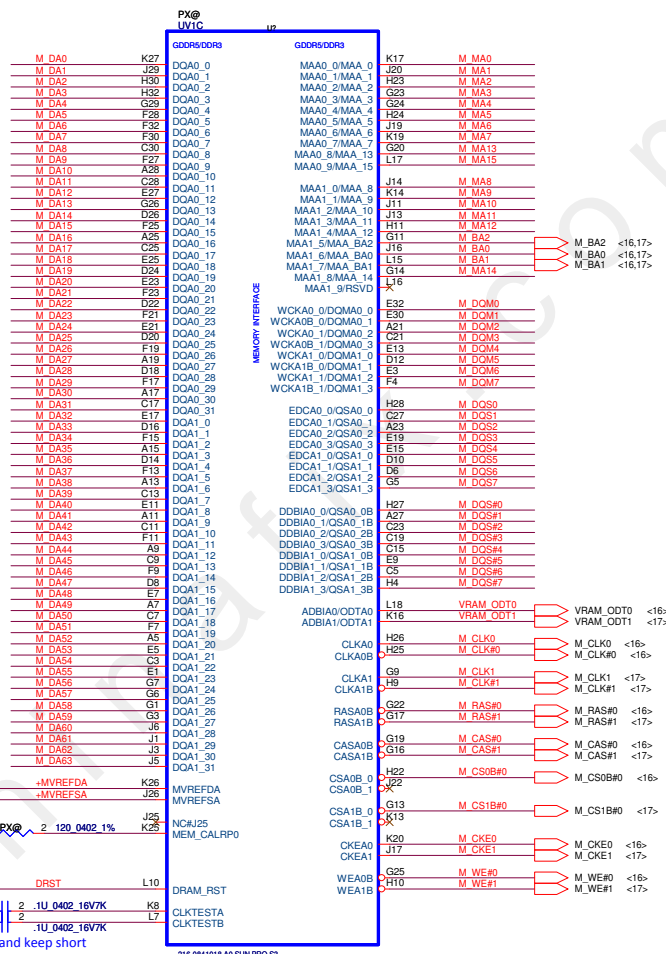 PX@
UV1C
U?
GDDR5/DDR3 GDDR5/DDR3
MEMORY INTERFACE
M_DA0 K27 DQA0_0
M_DA1 J29 DQA0_1
M_DA2 H30 DQA0_2
M_DA3 H32 DQA0_3
M_DA4 G29 DQA0_4
M_DA5 F28 DQA0_5
M_DA6 F32 DQA0_6
M_DA7 F30 DQA0_7
M_DA8 C30 DQA0_8
M_DA9 F27 DQA0_9
M_DA10 A28 DQA0_10
M_DA11 C28 DQA0_11
M_DA12 E27 DQA0_12
M_DA13 G26 DQA0_13
M_DA14 D26 DQA0_14
M_DA15 F25 DQA0_15
M_DA16 A25 DQA0_16
M_DA17 C25 DQA0_17
M_DA18 E25 DQA0_18
M_DA19 D24 DQA0_19
M_DA20 E23 DQA0_20
M_DA21 F23 DQA0_21
M_DA22 D22 DQA0_22
M_DA23 F21 DQA0_23
M_DA24 E21 DQA0_24
M_DA25 D20 DQA0_25
M_DA26 F19 DQA0_26
M_DA27 A19 DQA0_27
M_DA28 D18 DQA0_28
M_DA29 F17 DQA0_29
M_DA30 A17 DQA0_30
M_DA31 C17 DQA0_31
M_DA32 E17 DQA1_0
M_DA33 D16 DQA1_1
M_DA34 F15 DQA1_2
M_DA35 A15 DQA1_3
M_DA36 D14 DQA1_4
M_DA37 F13 DQA1_5
M_DA38 A13 DQA1_6
M_DA39 C13 DQA1_7
M_DA40 E11 DQA1_8
M_DA41 A11 DQA1_9
M_DA42 C11 DQA1_10
M_DA43 F11 DQA1_11
M_DA44 A9 DQA1_12
M_DA45 C9 DQA1_13
M_DA46 F9 DQA1_14
M_DA47 D8 DQA1_15
M_DA48 E7 DQA1_16
M_DA49 A7 DQA1_17
M_DA50 C7 DQA1_18
M_DA51 F7 DQA1_19
M_DA52 A5 DQA1_20
M_DA53 E5 DQA1_21
M_DA54 C3 DQA1_22
M_DA55 E1 DQA1_23
M_DA56 G7 DQA1_24
M_DA57 G6 DQA1_25
M_DA58 G1 DQA1_26
M_DA59 G3 DQA1_27
M_DA60 J6 DQA1_28
M_DA61 J1 DQA1_29
M_DA62 J3 DQA1_30
M_DA63 J5 DQA1_31
+MVREFDA K26 MVREFDA
+MVREFSA J26 MVREFSA
J25 NC#J25
PX@ 2 120_0402_1% K25 MEM_CALRP0
DRST L10 DRAM_RST
2 .1U_0402_16V7K K8 CLKTESTA
2 .1U_0402_16V7K L7 CLKTESTB
and keep short
MAA0_0/MAA_0 K17 M_MA0
MAA0_1/MAA_1 J20 M_MA1
MAA0_2/MAA_2 H23 M_MA2
MAA0_3/MAA_3 G23 M_MA3
MAA0_4/MAA_4 G24 M_MA4
MAA0_5/MAA_5 H24 M_MA5
MAA0_6/MAA_6 J19 M_MA6
MAA0_7/MAA_7 K19 M_MA7
MAA0_8/MAA_13 G20 M_MA13
MAA0_9/MAA_15 L17 M_MA15
MAA1_0/MAA_8 J14 M_MA8
MAA1_1/MAA_9 K14 M_MA9
MAA1_2/MAA_10 J11 M_MA10
MAA1_3/MAA_11 J13 M_MA11
MAA1_4/MAA_12 H11 M_MA12
MAA1_5/MAA_BA2 G11 M_BA2 M_BA2 <16,17>
MAA1_6/MAA_BA0 J16 M_BA0 M_BA0 <16,17>
MAA1_7/MAA_BA1 L15 M_BA1 M_BA1 <16,17>
MAA1_8/MAA_14 G14 M_MA14
MAA1_9/RSVD L16
WCKA0_0/DQMA0_0 E32 M_DQM0
WCKA0B_0/DQMA0_1 E30 M_DQM1
WCKA0_1/DQMA0_2 A21 M_DQM2
WCKA0B_1/DQMA0_3 C21 M_DQM3
WCKA1_0/DQMA1_0 E13 M_DQM4
WCKA1B_0/DQMA1_1 D12 M_DQM5
WCKA1_1/DQMA1_2 E3 M_DQM6
WCKA1B_1/DQMA1_3 F4 M_DQM7
EDCA0_0/QSA0_0 H28 M_DQS0
EDCA0_1/QSA0_1 C27 M_DQS1
EDCA0_2/QSA0_2 A23 M_DQS2
EDCA0_3/QSA0_3 E19 M_DQS3
EDCA1_0/QSA1_0 E15 M_DQS4
EDCA1_1/QSA1_1 D10 M_DQS5
EDCA1_2/QSA1_2 D6 M_DQS6
EDCA1_3/QSA1_3 G5 M_DQS7
DDBIA0_0/QSA0_0B H27 M_DQS#0
DDBIA0_1/QSA0_1B A27 M_DQS#1
DDBIA0_2/QSA0_2B C23 M_DQS#2
DDBIA0_3/QSA0_3B C19 M_DQS#3
DDBIA1_0/QSA1_0B C15 M_DQS#4
DDBIA1_1/QSA1_1B E9 M_DQS#5
DDBIA1_2/QSA1_2B C5 M_DQS#6
DDBIA1_3/QSA1_3B H4 M_DQS#7
ADBIA0/ODTA0 L18 VRAM_ODT0 VRAM_ODT0 <16>
ADBIA1/ODTA1 K16 VRAM_ODT1 VRAM_ODT1 <17>
CLKA0 H26 M_CLK0 M_CLK0 <16>
CLKA0B H25 M_CLK#0 M_CLK#0 <16>
CLKA1 G9 M_CLK1 M_CLK1 <17>
CLKA1B H9 M_CLK#1 M_CLK#1 <17>
RASA0B G22 M_RAS#0 M_RAS#0 <16>
RASA1B G17 M_RAS#1 M_RAS#1 <17>
CASA0B G19 M_CAS#0 M_CAS#0 <16>
CASA1B G16 M_CAS#1 M_CAS#1 <17>
CSA0B_0 H22 M_CS0B#0 M_CS0B#0 <16>
CSA0B_1 J22
CSA1B_0 G13 M_CS1B#0 M_CS1B#0 <17>
CSA1B_1 K13
CKEA0 K20 M_CKE0 M_CKE0 <16>
CKEA1 J17 M_CKE1 M_CKE1 <17>
WEA0B G25 M_WE#0 M_WE#0 <16>
WEA1B H10 M_WE#1 M_WE#1 <17>